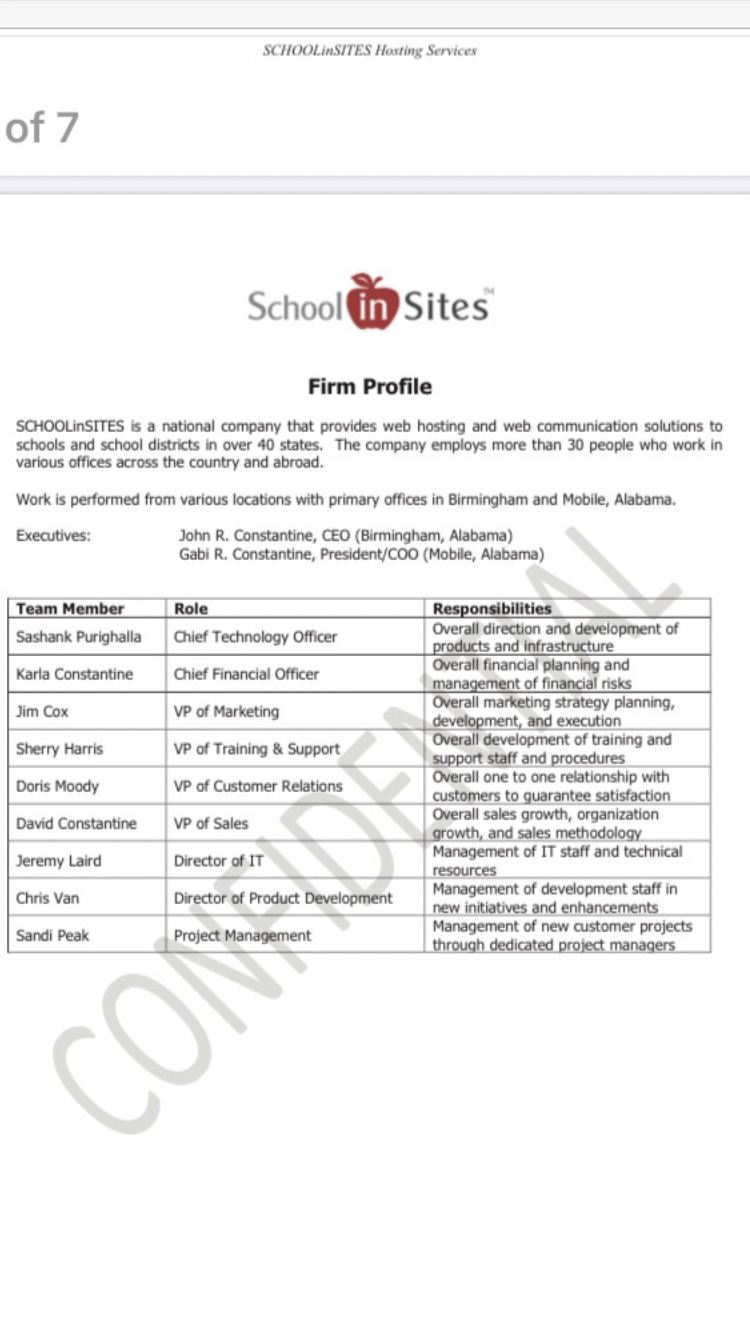 SCHOOLinSITES Hosting Services
of 7
School in Sites™
Firm Profile
SCHOOLinSITES is a national company that provides web hosting and web communication solutions to
schools and school districts in over 40 states. The company employs more than 30 people who work in
various offices across the country and abroad.
Work is performed from various locations with primary offices in Birmingham and Mobile, Alabama.
Executives: John R. Constantine, CEO (Birmingham, Alabama)
Gabi R. Constantine, President/COO (Mobile, Alabama)
Team Member Role Responsibilities
Sashank Purighalla Chief Technology Officer Overall direction and development of
products and infrastructure
Karla Constantine Chief Financial Officer Overall financial planning and
management of financial risks
Jim Cox VP of Marketing Overall marketing strategy planning,
development, and execution
Sherry Harris VP of Training & Support Overall development of training and
support staff and procedures
Doris Moody VP of Customer Relations Overall one to one relationship with
customers to guarantee satisfaction
David Constantine VP of Sales Overall sales growth, organization
growth, and sales methodology
Jeremy Laird Director of IT Management of IT staff and technical
resources
Chris Van Director of Product Development Management of development staff in
new initiatives and enhancements
Sandi Peak Project Management Management of new customer projects
through dedicated project managers
CONFIDENTIAL